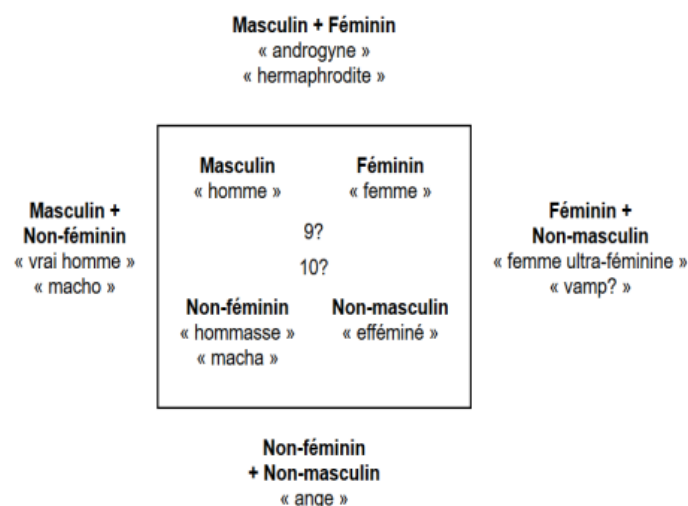 Masculin + Féminin
« androgyne »
« hermaphrodite »
Masculin Féminin
« homme » « femme »
Masculin +
Non-féminin
« vrai homme »
« macho »
9?
10?
Féminin +
Non-masculin
« femme ultra-féminine »
« vamp? »
Non-féminin Non-masculin
« hommasse » « efféminé »
« macha »
Non-féminin
+ Non-masculin
« ange »